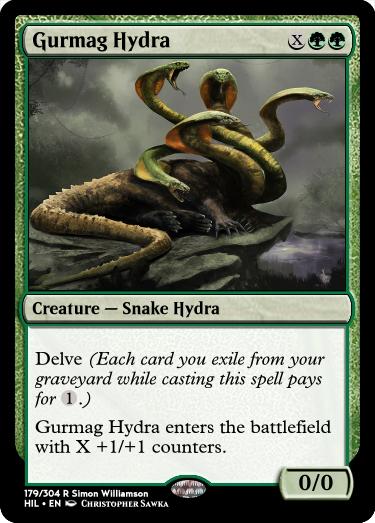 Gurmag Hydra X
Creature — Snake Hydra
Delve (Each card you exile from your
graveyard while casting this spell pays
for 1.)
Gurmag Hydra enters the battlefield
with X +1/+1 counters.
0/0
179/304 R Simon Williamson
HIL • EN Christopher Sawka